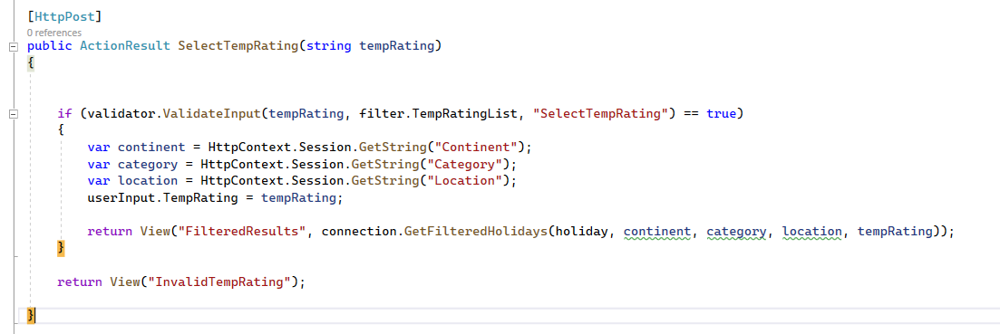 [HttpPost]
0 references
public ActionResult SelectTempRating(string tempRating)
{
if (validator.ValidateInput(tempRating, filter.TempRatingList, "SelectTempRating") == true)
{
var continent = HttpContext.Session.GetString("Continent");
var category = HttpContext.Session.GetString("Category");
var location = HttpContext.Session.GetString("Location");
userInput.TempRating = tempRating;
return View("FilteredResults", connection.GetFilteredHolidays(holiday, continent, category, location, tempRating));
}
return View("InvalidTempRating");
}